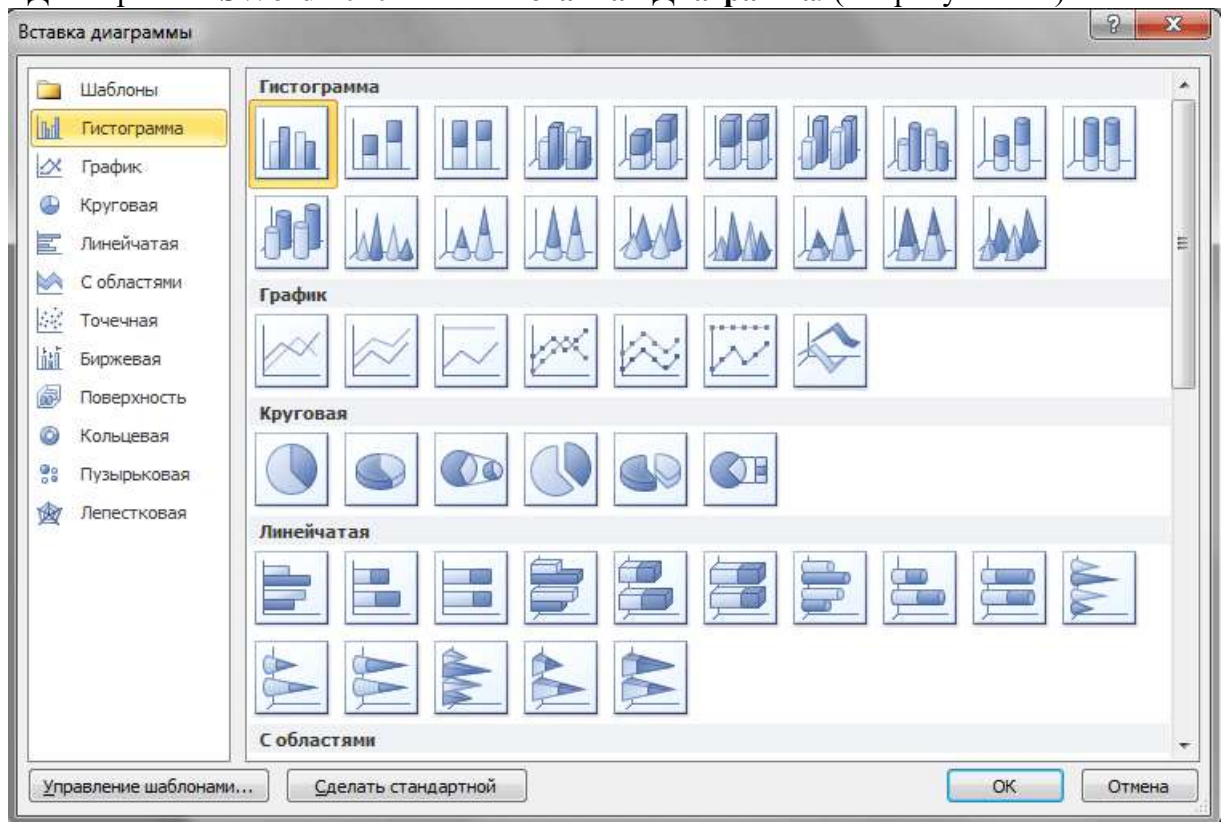 Вставка диаграммы
Шаблоны
Гистограмма
График
Круговая
Линейчатая
С областями
Точечная
Биржевая
Поверхность
Кольцевая
Пузырьковая
Лепестковая
Гистограмма
График
Круговая
Линейчатая
С областями
Управление шаблонами...
Сделать стандартной
ОК
Отмена